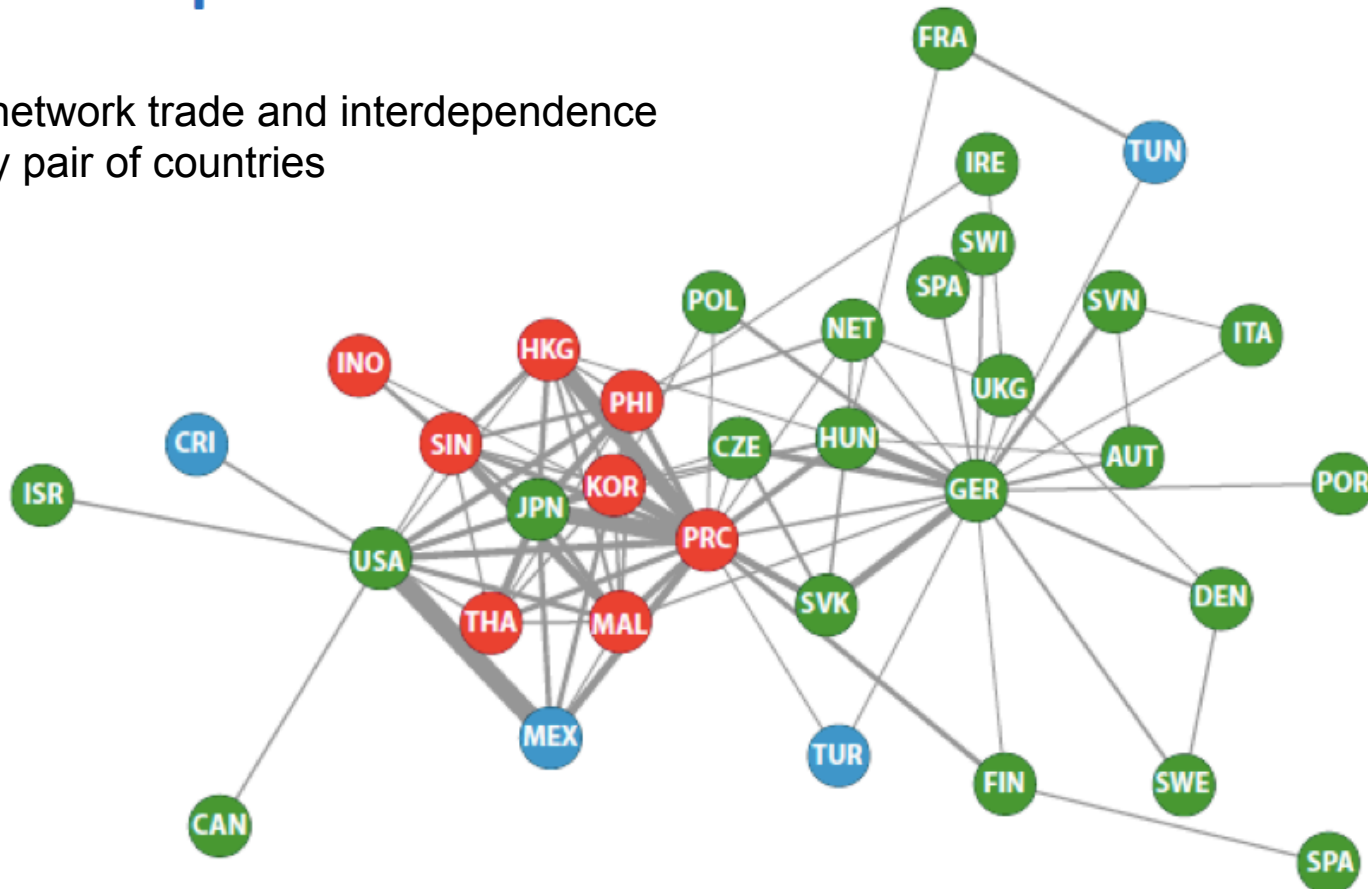 network trade and interdependence
y pair of countries
FRA
TUN
IRE
SWI
SPA
SVN
POL
NET
ITA
HKG
INO
UKG
PHI
CRI
SIN
CZE
HUN
AUT
ISR
KOR
GER
POR
JPN
PRC
USA
SVK
DEN
THA
MAL
MEX
TUR
FIN
SWE
CAN
SPA